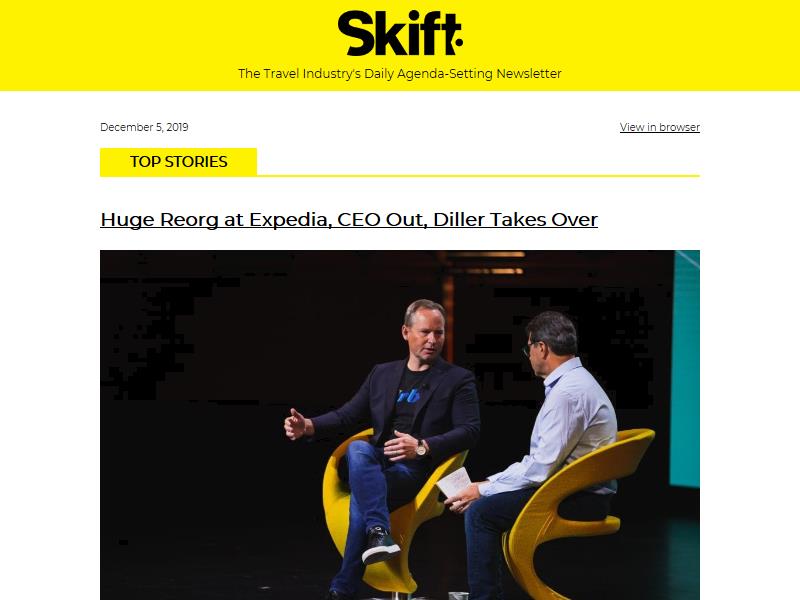 Skift
The Travel Industry's Daily Agenda-Setting Newsletter
December 5, 2019
View in browser
TOP STORIES
Huge Reorg at Expedia, CEO Out, Diller Takes Over
rb